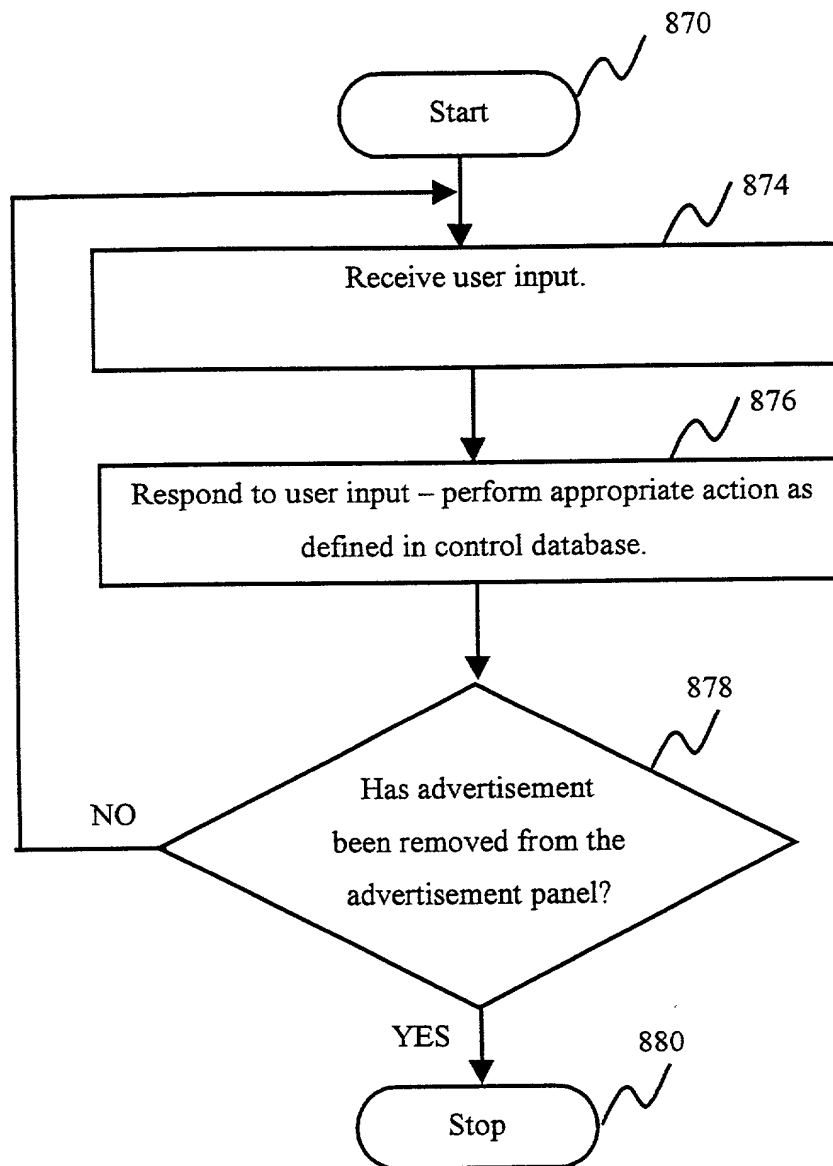 870
Start
874
Receive user input.
876
Respond to user input – perform appropriate action as
defined in control database.
878
Has advertisement
been removed from the
advertisement panel?
NO
YES
880
Stop